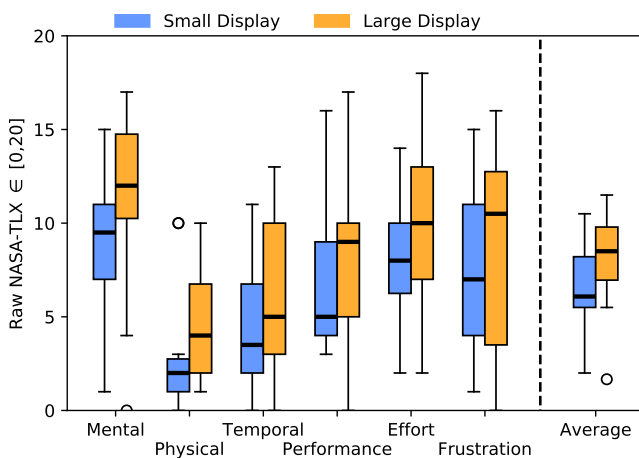 Small Display Large Display
Raw NASA-TLX ∈ [0,20]
20
15
10
5
0
Mental Temporal Effort Average
Physical Performance Frustration